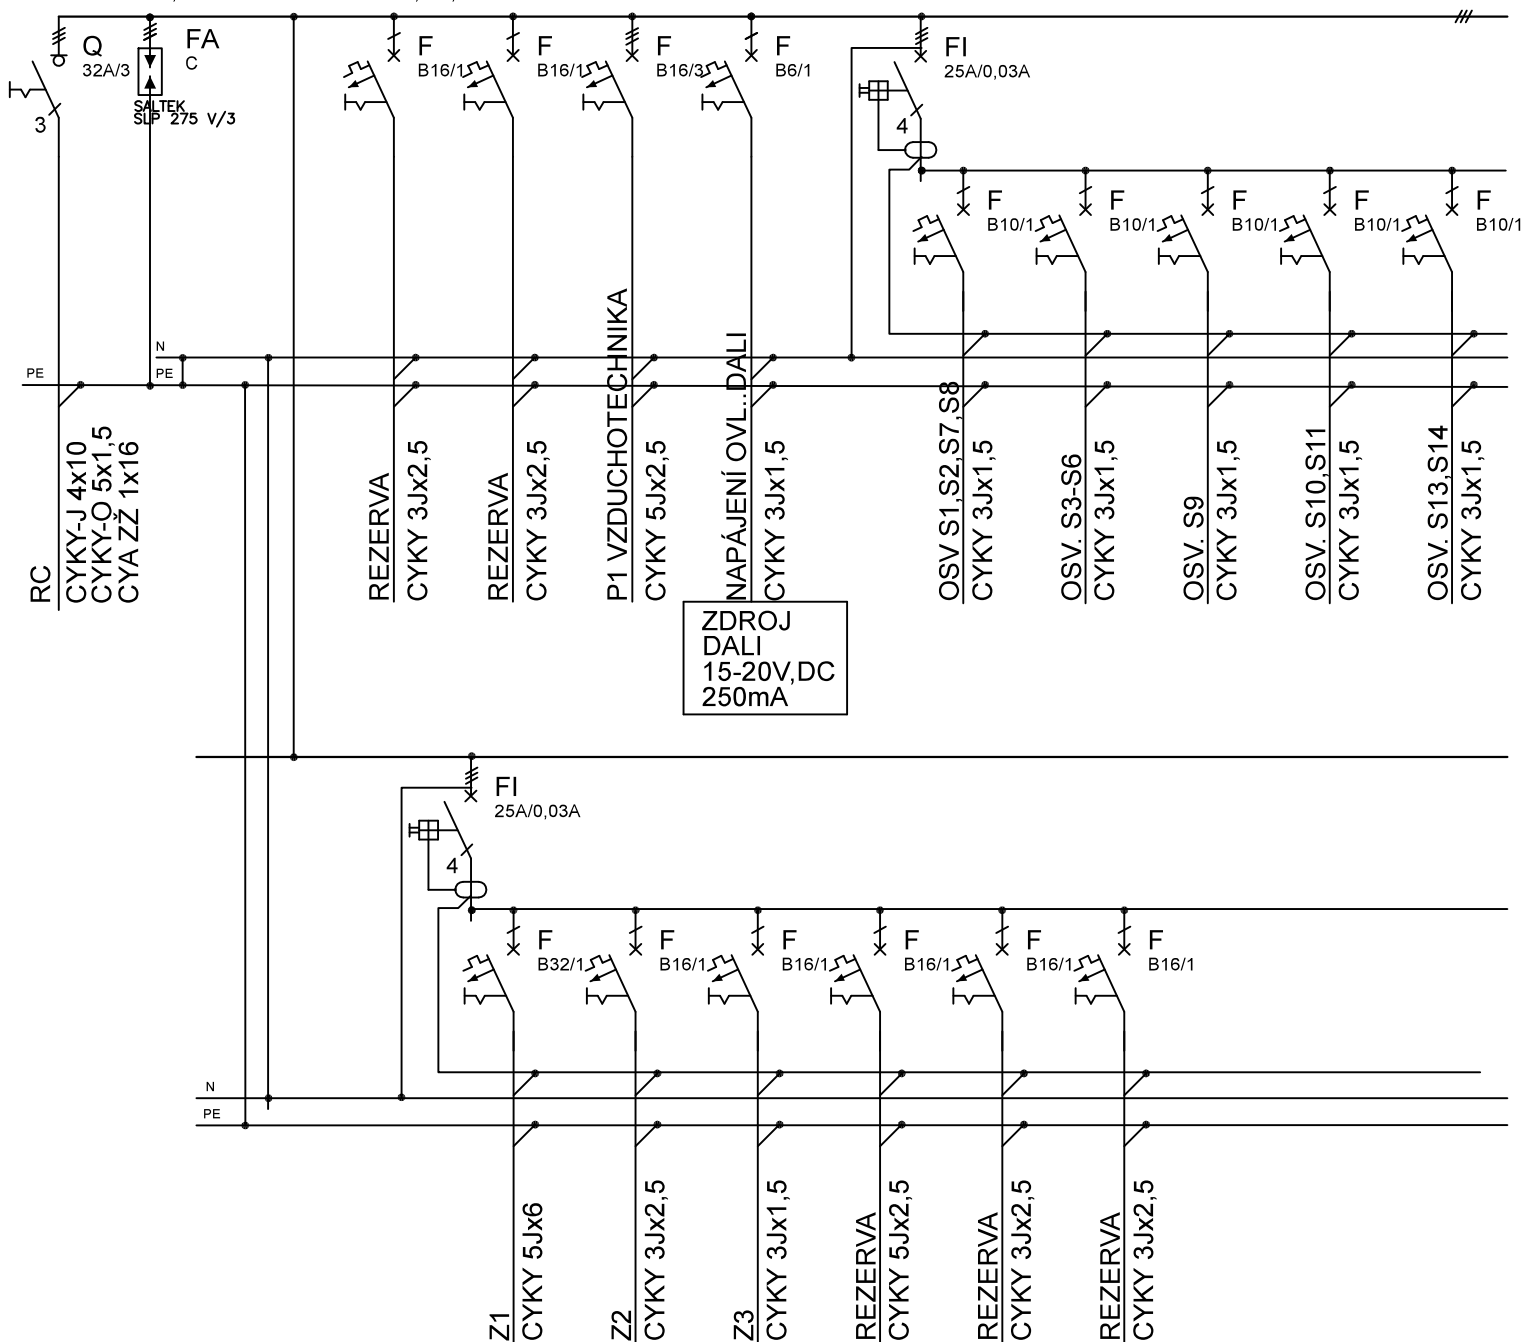 Q
32A/3
3
FA
C
SALTEK
SLP 275 V/3
F
B16/1
F
B16/1
F
B16/3
F
B6/1
FI
25A/0,03A
4
F
B10/1
F
B10/1
F
B10/1
F
B10/1
F
B10/1
N
PE
PE
RC
CYKY-J 4x10
CYKY-O 5x1,5
CYA ZŽ 1x16
REZERVA
CYKY 3Jx2,5
REZERVA
CYKY 3Jx2,5
P1 VZDUCHOTECHNIKA
CYKY 5Jx2,5
NAPÁJENÍ OVL..DALI
CYKY 3Jx1,5
OSV S1,S2,S7,S8
CYKY 3Jx1,5
OSV. S3-S6
CYKY 3Jx1,5
OSV. S9
CYKY 3Jx1,5
OSV. S10,S11
CYKY 3Jx1,5
OSV. S13,S14
CYKY 3Jx1,5
ZDROJ
DALI
15-20V,DC
250mA
FI
25A/0,03A
4
F
B32/1
F
B16/1
F
B16/1
F
B16/1
F
B16/1
F
B16/1
N
PE
Z1
CYKY 5Jx6
Z2
CYKY 3Jx2,5
Z3
CYKY 3Jx1,5
REZERVA
CYKY 5Jx2,5
REZERVA
CYKY 3Jx2,5
REZERVA
CYKY 3Jx2,5